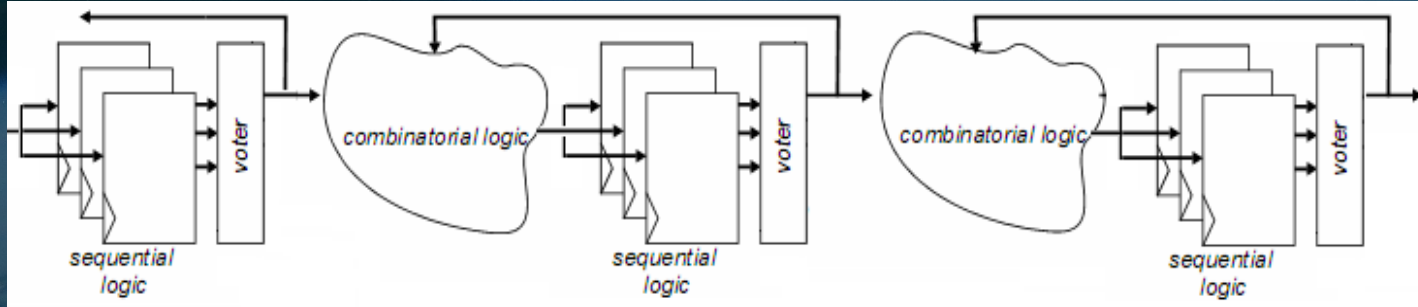 voter
combinatorial logic
voter
combinatorial logic
voter
sequential
logic
sequential
logic
sequential
logic